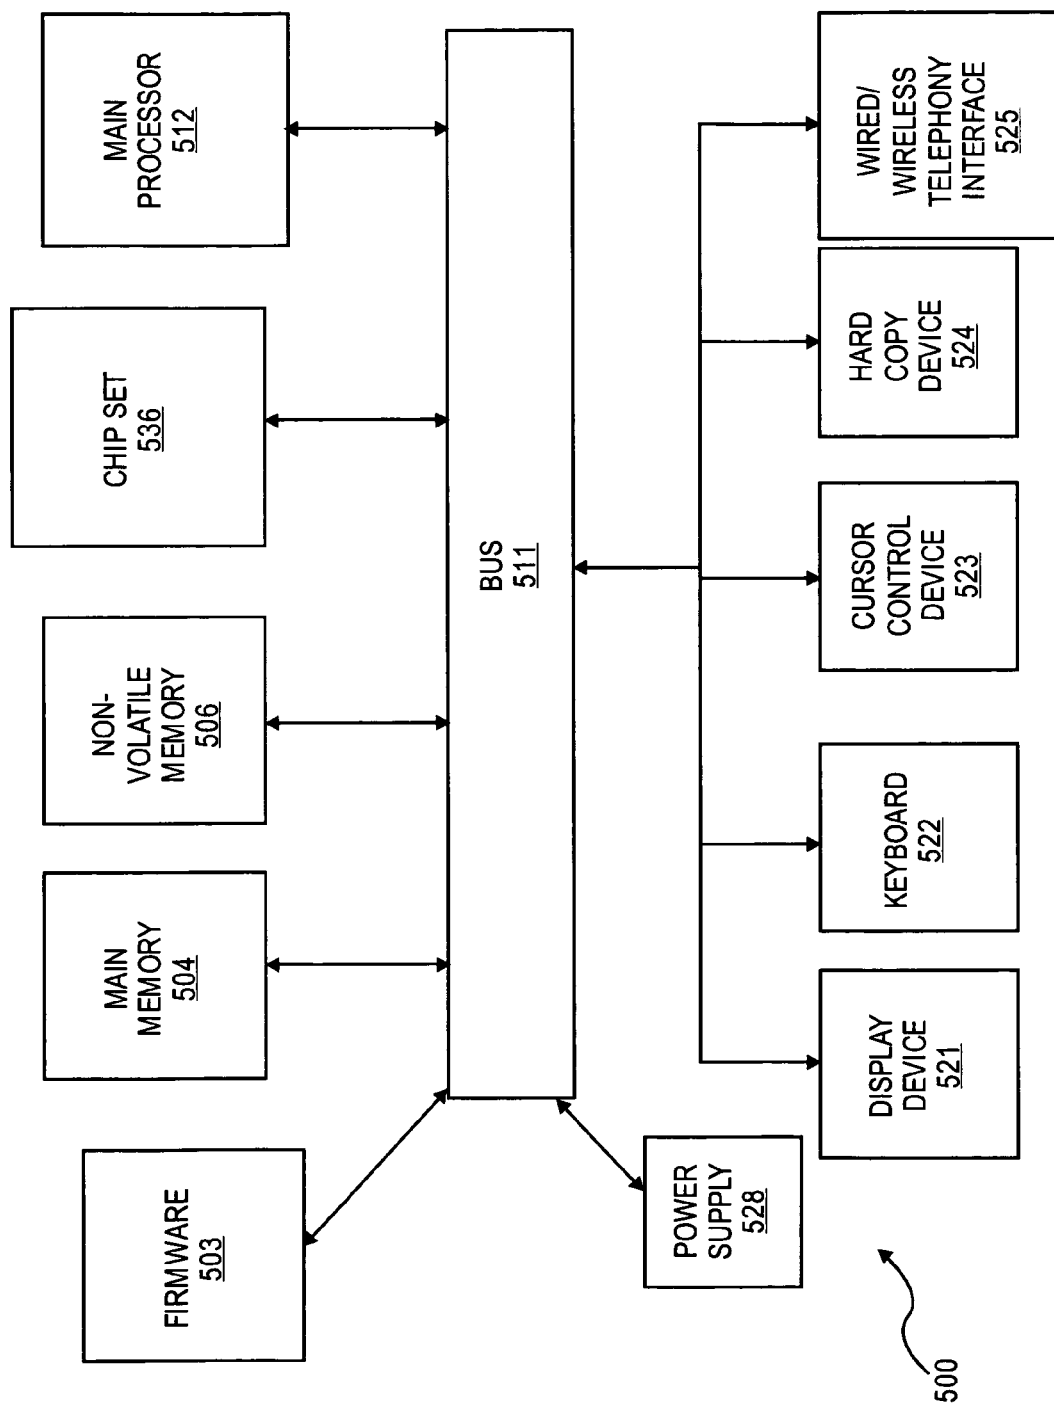 FIRMWARE
503
MAIN
MEMORY
504
NON-
VOLATILE
MEMORY
506
CHIP SET
536
MAIN
PROCESSOR
512
BUS
511
POWER
SUPPLY
528
DISPLAY
DEVICE
521
KEYBOARD
522
CURSOR
CONTROL
DEVICE
523
HARD
COPY
DEVICE
524
WIRED/
WIRELESS
TELEPHONY
INTERFACE
525
500